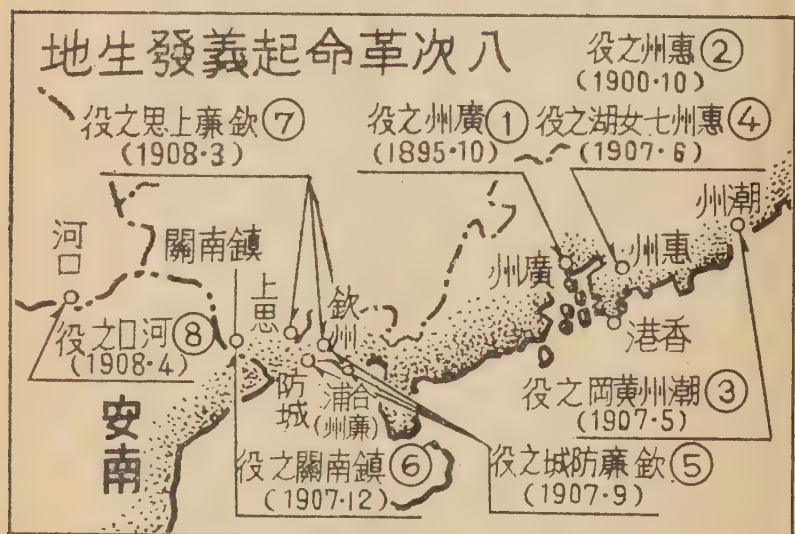 八次革命起義發生地
②惠州之役
(1900·10)
④惠州七女湖之役
(1907·6)
①廣州之役
(1895·10)
⑦欽廉上思之役
(1908·3)
潮州
惠州
廣州
香港
鎮南關
河口
上思
欽州
防城
合浦
(廉州)
安南
⑧河口之役
(1908·4)
③潮州黃岡之役
(1907·5)
⑤欽廉防城之役
(1907·9)
⑥鎮南關之役
(1907·12)